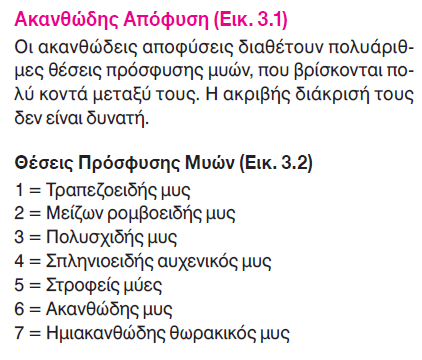 Ακανθώδης Απόφυση (Εικ. 3.1)
Οι ακανθώδεις αποφύσεις διαθέτουν πολυάριθ-
μες θέσεις πρόσφυσης μυών, που βρίσκονται πο-
λύ κοντά μεταξύ τους. Η ακριβής διάκρισή τους
δεν είναι δυνατή.
Θέσεις Πρόσφυσης Μυών (Εικ. 3.2)
1 = Τραπεζοειδής μυς
2 = Μείζων ρομβοειδής μυς
3 = Πολυσχιδής μυς
4 = Σπληνιοειδής αυχενικός μυς
5 = Στροφείς μύες
6 = Ακανθώδης μυς
7 = Ημιακανθώδης θωρακικός μυς